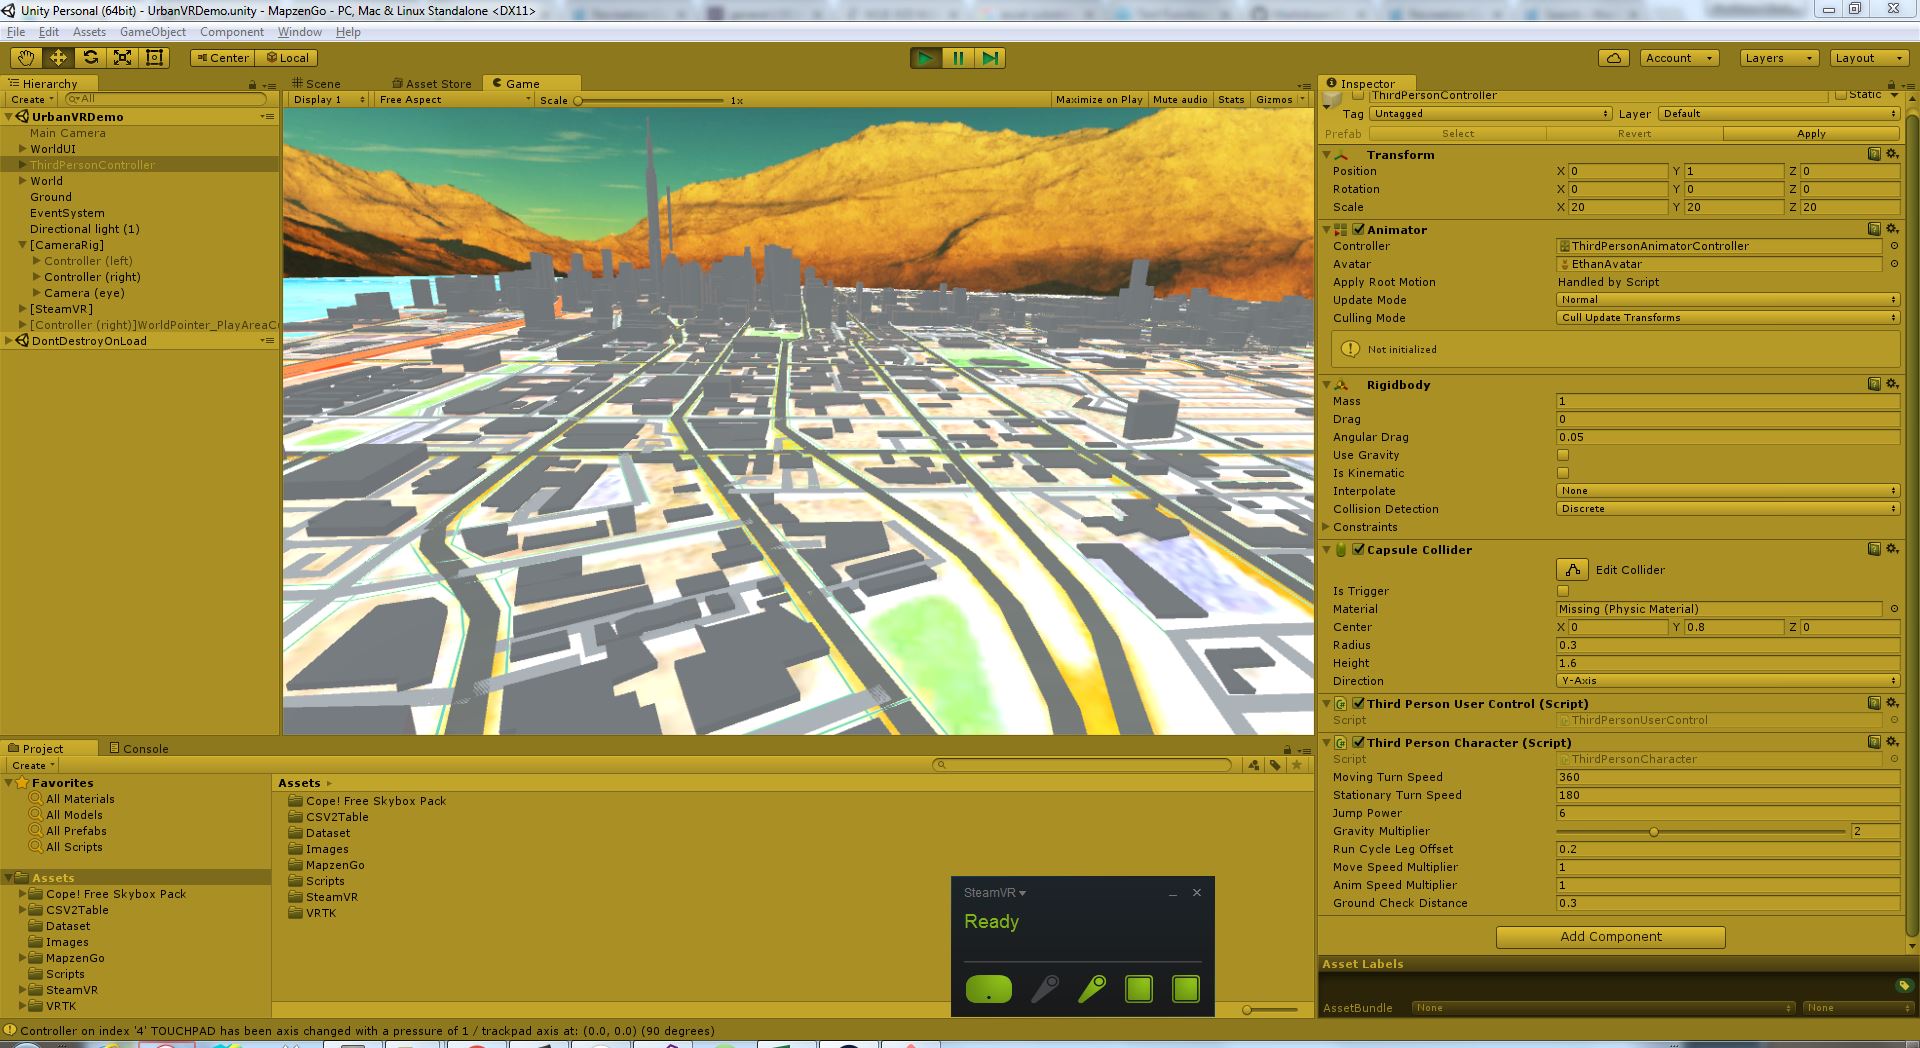 Unity Personal (64bit) - UrbanVRDemo.unity - MapzenGo - PC, Mac & Linux Standalone <DX11>
File Edit Assets GameObject Component Window Help
Center Local Account Layers Layout
Hierarchy
Create All
UrbanVRDemo
Main Camera
WorldUI
ThirdPersonController
World
Ground
EventSystem
Directional light (1)
[CameraRig]
Controller (left)
Controller (right)
Camera (eye)
[SteamVR]
[Controller (right)]WorldPointer_PlayAreaC
DontDestroyOnLoad
Scene Asset Store Game
Display 1 Free Aspect Scale 1x Maximize on Play Mute audio Stats Gizmos
Inspector
ThirdPersonController Static
Tag Untagged Layer Default
Prefab Select Revert Apply
Transform
Position X 0 Y 1 Z 0
Rotation X 0 Y 0 Z 0
Scale X 20 Y 20 Z 20
Animator
Controller ThirdPersonAnimatorController
Avatar EthanAvatar
Apply Root Motion Handled by Script
Update Mode Normal
Culling Mode Cull Update Transforms
Not initialized
Rigidbody
Mass 1
Drag 0
Angular Drag 0.05
Use Gravity
Is Kinematic
Interpolate None
Collision Detection Discrete
Constraints
Capsule Collider
Edit Collider
Is Trigger
Material Missing (Physic Material)
Center X 0 Y 0.8 Z 0
Radius 0.3
Height 1.6
Direction Y-Axis
Third Person User Control (Script)
Script ThirdPersonUserControl
Third Person Character (Script)
Script ThirdPersonCharacter
Moving Turn Speed 360
Stationary Turn Speed 180
Jump Power 6
Gravity Multiplier 2
Run Cycle Leg Offset 0.2
Move Speed Multiplier 1
Anim Speed Multiplier 1
Ground Check Distance 0.3
Add Component
Asset Labels
AssetBundle None None
Project Console
Create
Favorites
All Materials
All Models
All Prefabs
All Scripts
Assets
Cope! Free Skybox Pack
CSV2Table
Dataset
Images
MapzenGo
Scripts
SteamVR
VRTK
Assets
Cope! Free Skybox Pack
CSV2Table
Dataset
Images
MapzenGo
Scripts
SteamVR
VRTK
SteamVR
Ready
Controller on index '4' TOUCHPAD has been axis changed with a pressure of 1 / trackpad axis at: (0.0, 0.0) (90 degrees)